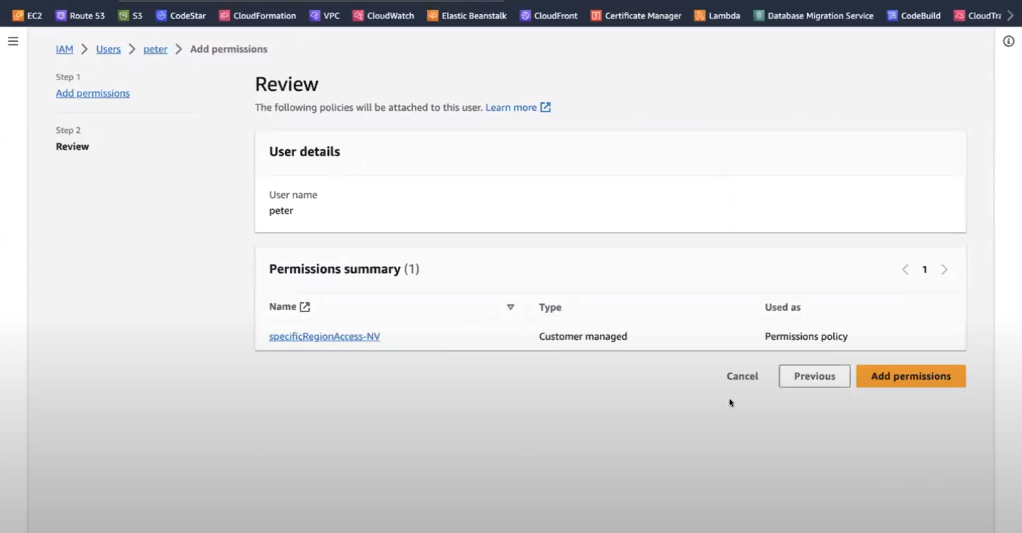 EC2 Route 53 S3 CodeStar CloudFormation VPC CloudWatch Elastic Beanstalk CloudFront Certificate Manager Lambda Database Migration Service CodeBuild CloudTra
IAM > Users > peter > Add permissions
Step 1
Add permissions
Step 2
Review
Review
The following policies will be attached to this user. Learn more
User details
User name
peter
Permissions summary (1)
< 1 >
Name Type Used as
specificRegionAccess-NV Customer managed Permissions policy
Cancel Previous Add permissions